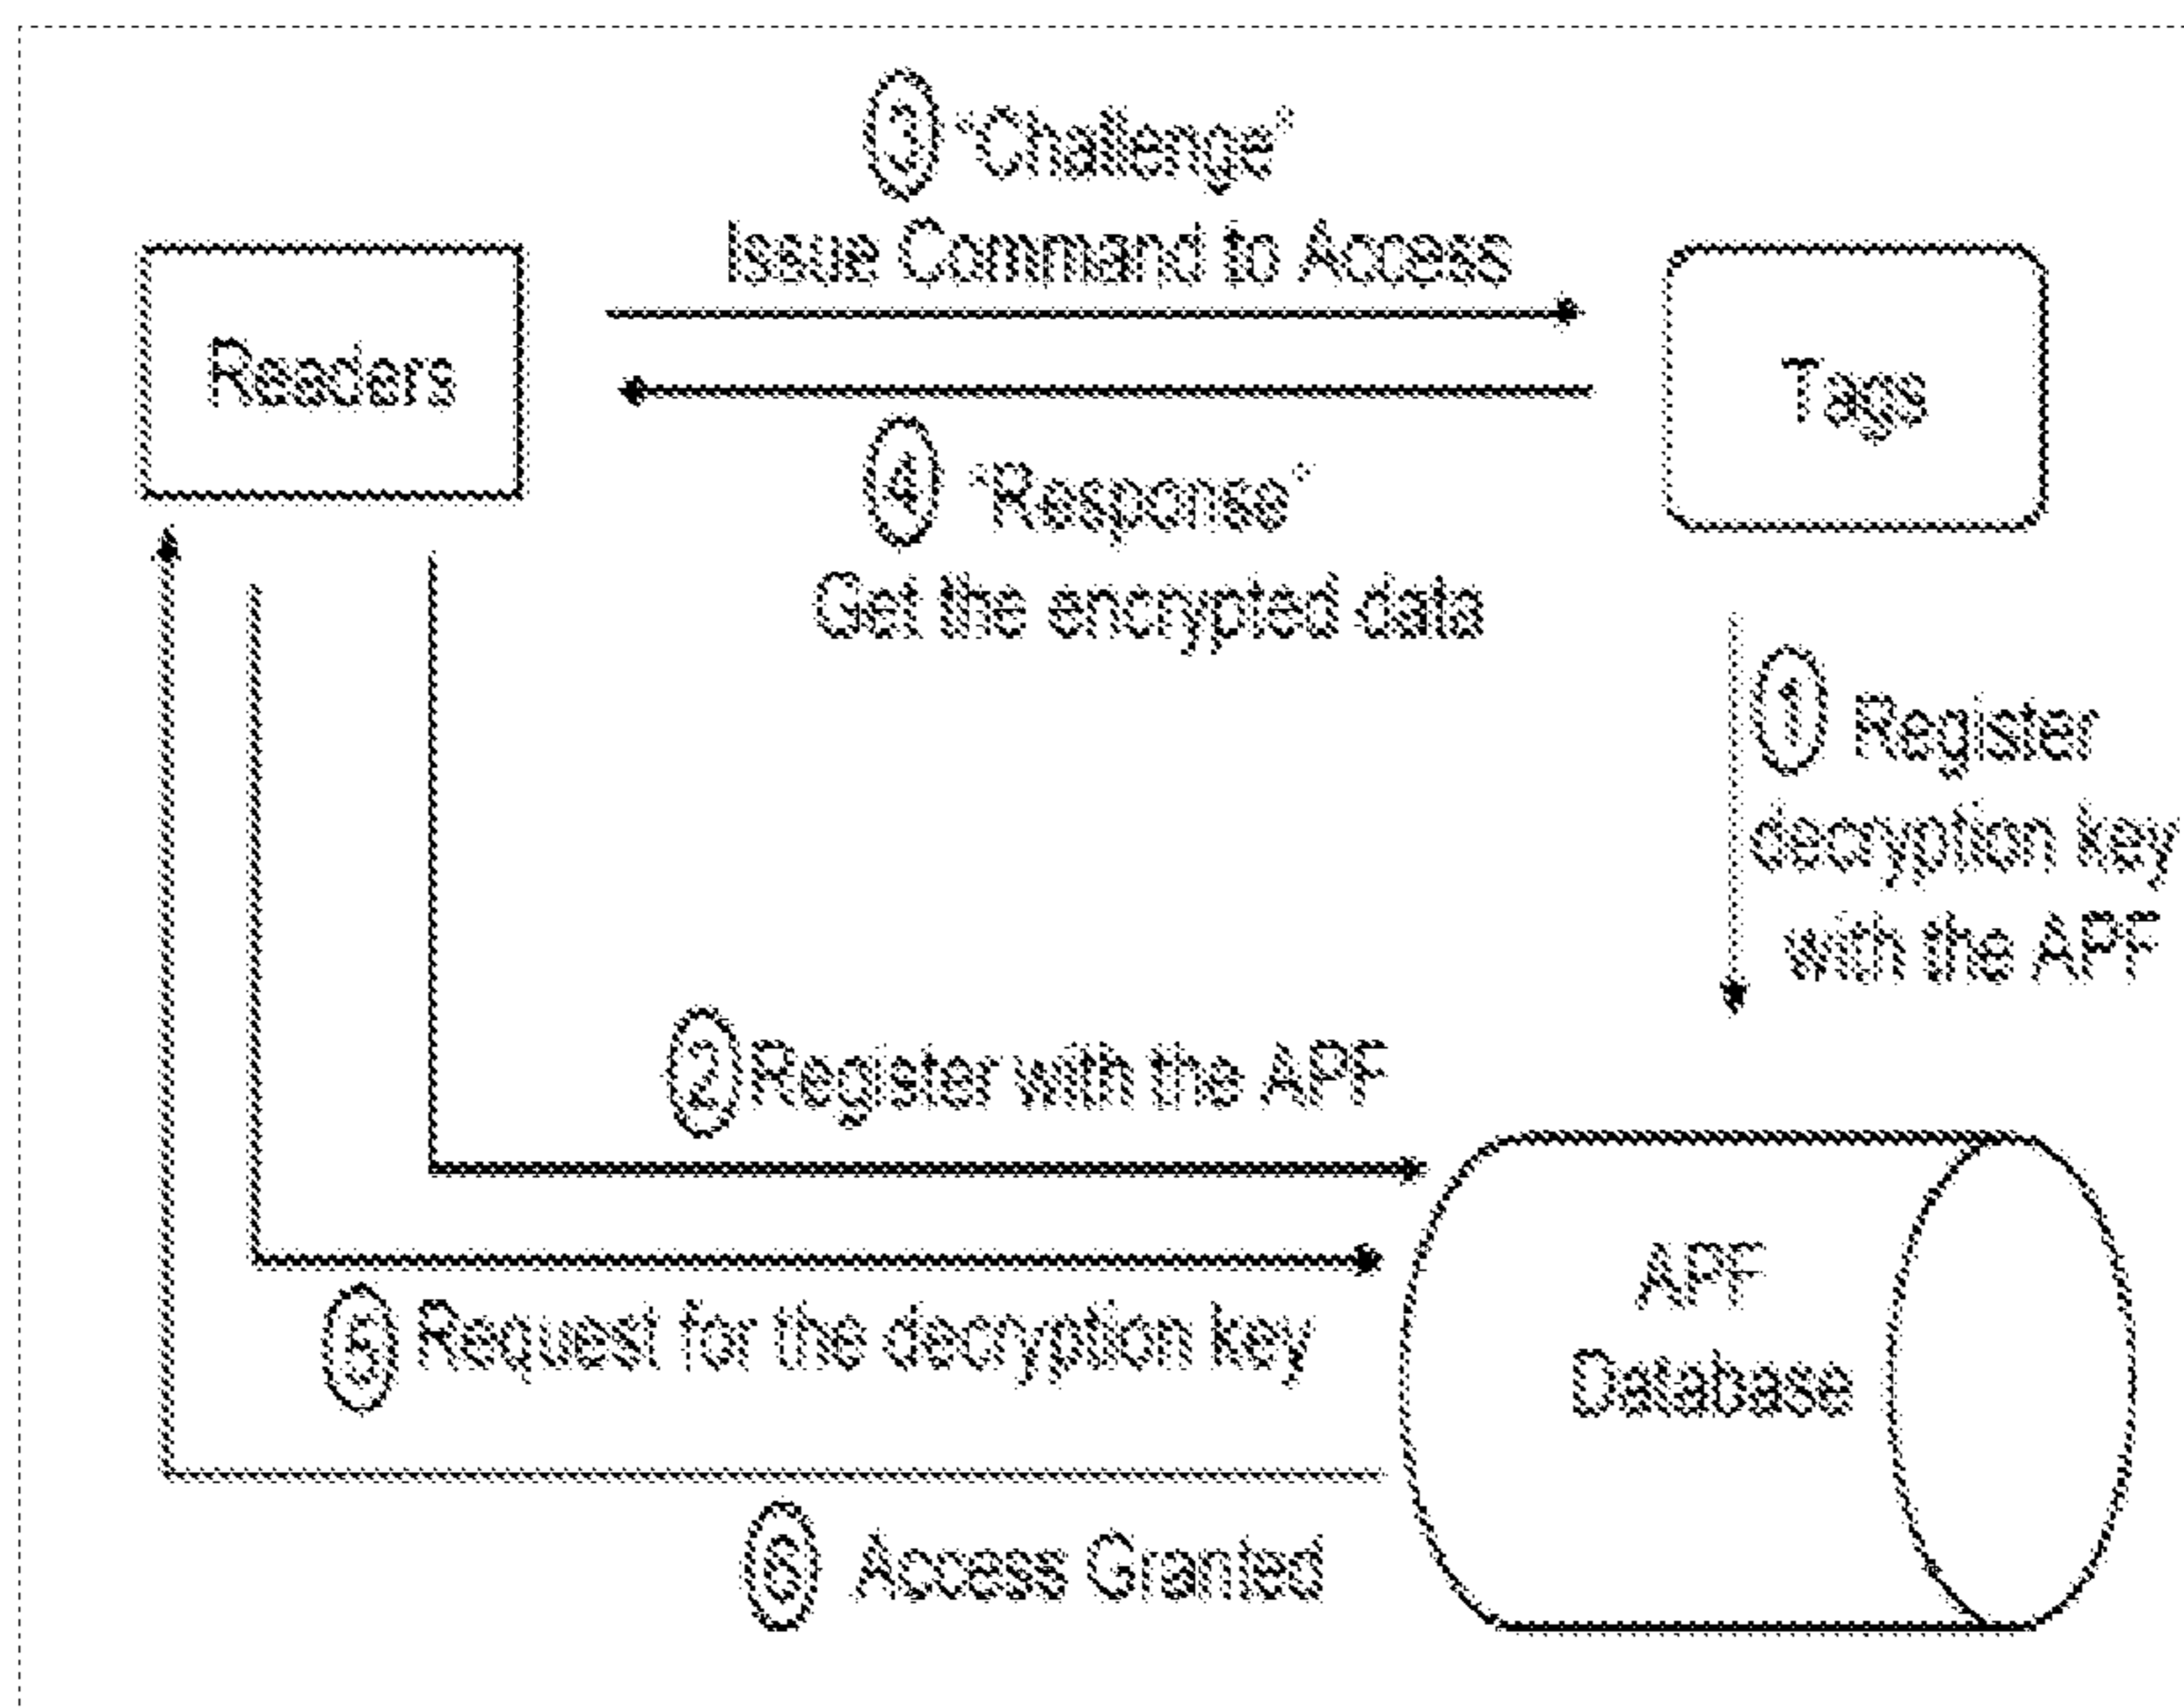 ③ "Challenge"
Issue Command to Access
Readers
Tags
④ "Response"
Get the encrypted data
① Register
decryption key
with the APF
② Register with the APF
APF
Database
⑤ Request for the decryption key
⑥ Access Granted